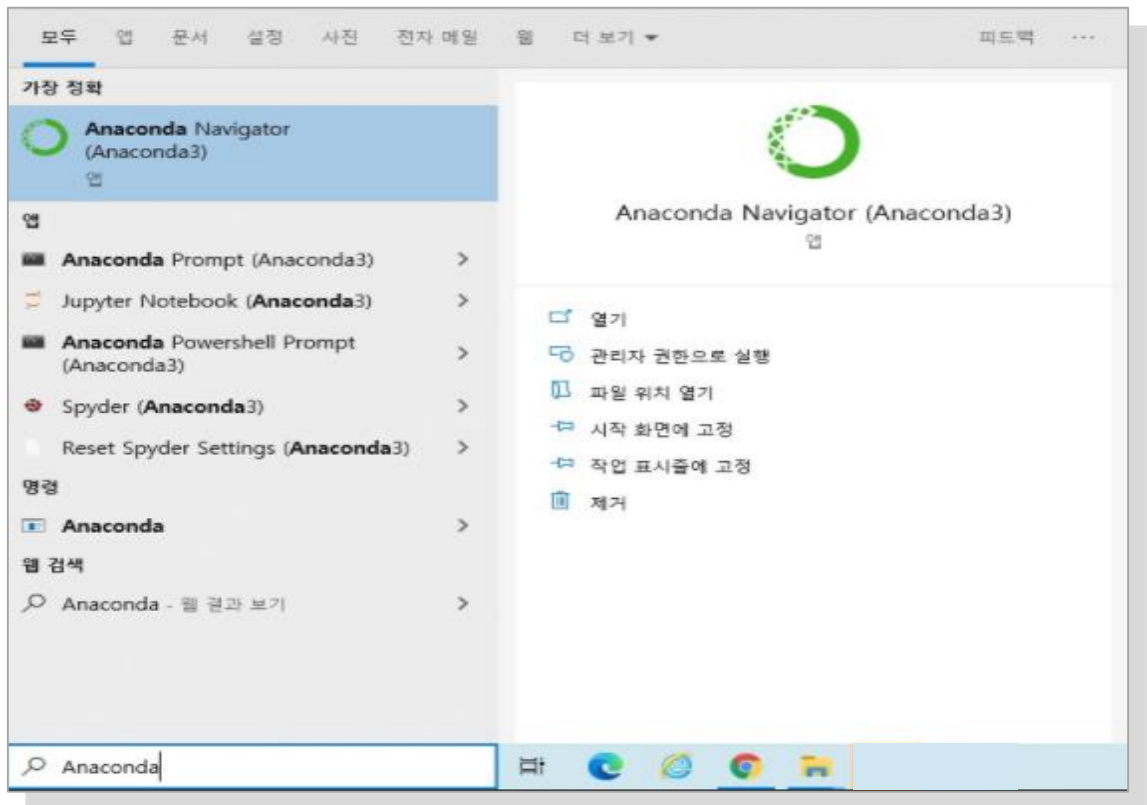 모두 앱 문서 설정 사진 전자 메일 웹 더 보기 피드백 ...
가장 정확
Anaconda Navigator
(Anaconda3)
앱
앱
Anaconda Prompt (Anaconda3)
Jupyter Notebook (Anaconda3)
Anaconda Powershell Prompt
(Anaconda3)
Spyder (Anaconda3)
Reset Spyder Settings (Anaconda3)
명령
Anaconda
웹 검색
Anaconda - 웹 결과 보기
Anaconda
Anaconda Navigator (Anaconda3)
앱
열기
관리자 권한으로 실행
파일 위치 열기
시작 화면에 고정
작업 표시줄에 고정
제거